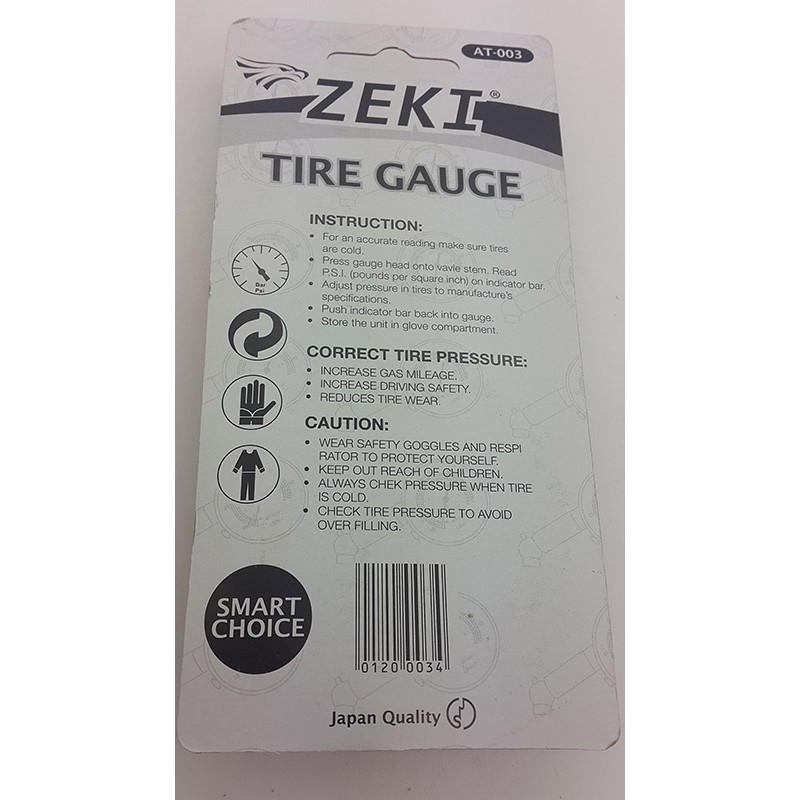 AT-003
ZEKI®
TIRE GAUGE
INSTRUCTION:
• For an accurate reading make sure tires
are cold.
• Press gauge head onto vavle stem. Read
P.S.I. (pounds per square inch) on indicator bar.
• Adjust pressure in tires to manufacture's
specifications.
• Push indicator bar back into gauge.
• Store the unit in glove compartment.
Bar
Psi
CORRECT TIRE PRESSURE:
• INCREASE GAS MILEAGE.
• INCREASE DRIVING SAFETY.
• REDUCES TIRE WEAR.
CAUTION:
• WEAR SAFETY GOGGLES AND RESPI
RATOR TO PROTECT YOURSELF.
• KEEP OUT REACH OF CHILDREN.
• ALWAYS CHEK PRESSURE WHEN TIRE
IS COLD.
• CHECK TIRE PRESSURE TO AVOID
OVER FILLING.
SMART
CHOICE
0120 0034
Japan Quality